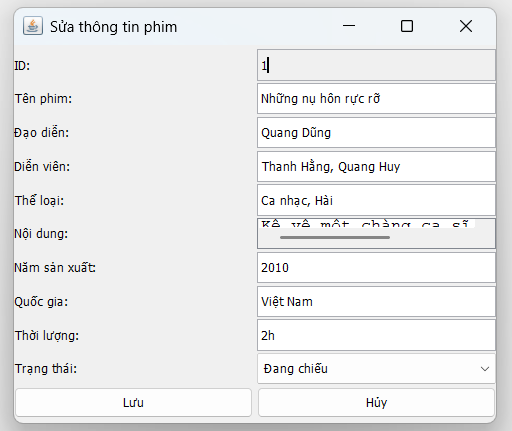 Sửa thông tin phim
ID: 1
Tên phim: Những nụ hôn rực rỡ
Đạo diễn: Quang Dũng
Diễn viên: Thanh Hằng, Quang Huy
Thể loại: Ca nhạc, Hài
Nội dung: Kể về một chàng ca sĩ
Năm sản xuất: 2010
Quốc gia: Việt Nam
Thời lượng: 2h
Trạng thái: Đang chiếu
Lưu Hủy